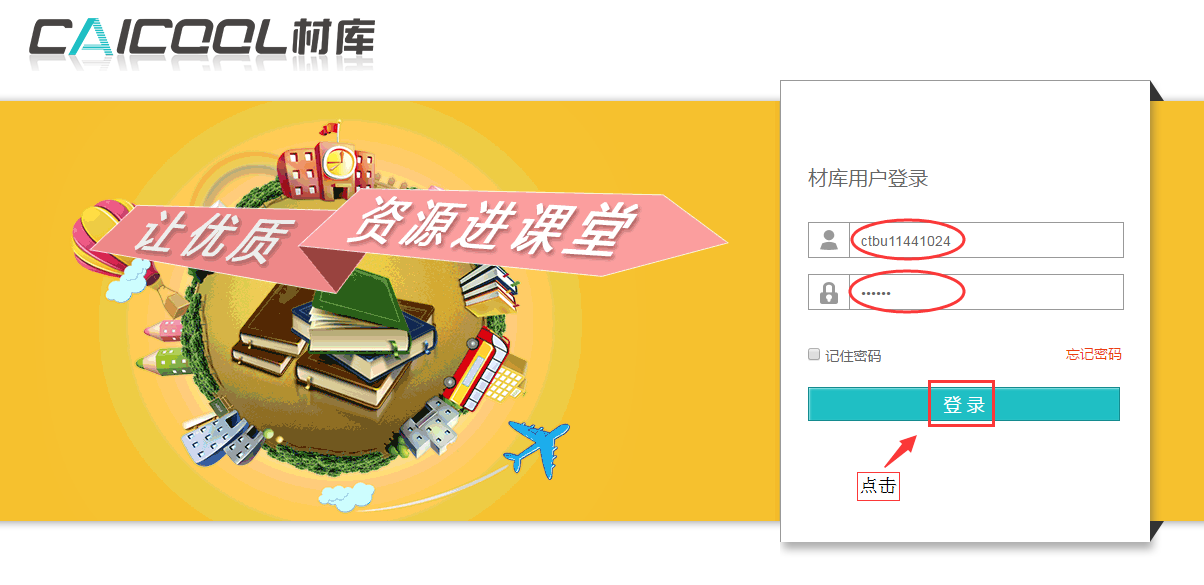 CAICOOL材库
让优质 资源进课堂
材库用户登录
ctbu11441024
••••••
记住密码 忘记密码
登 录
点击